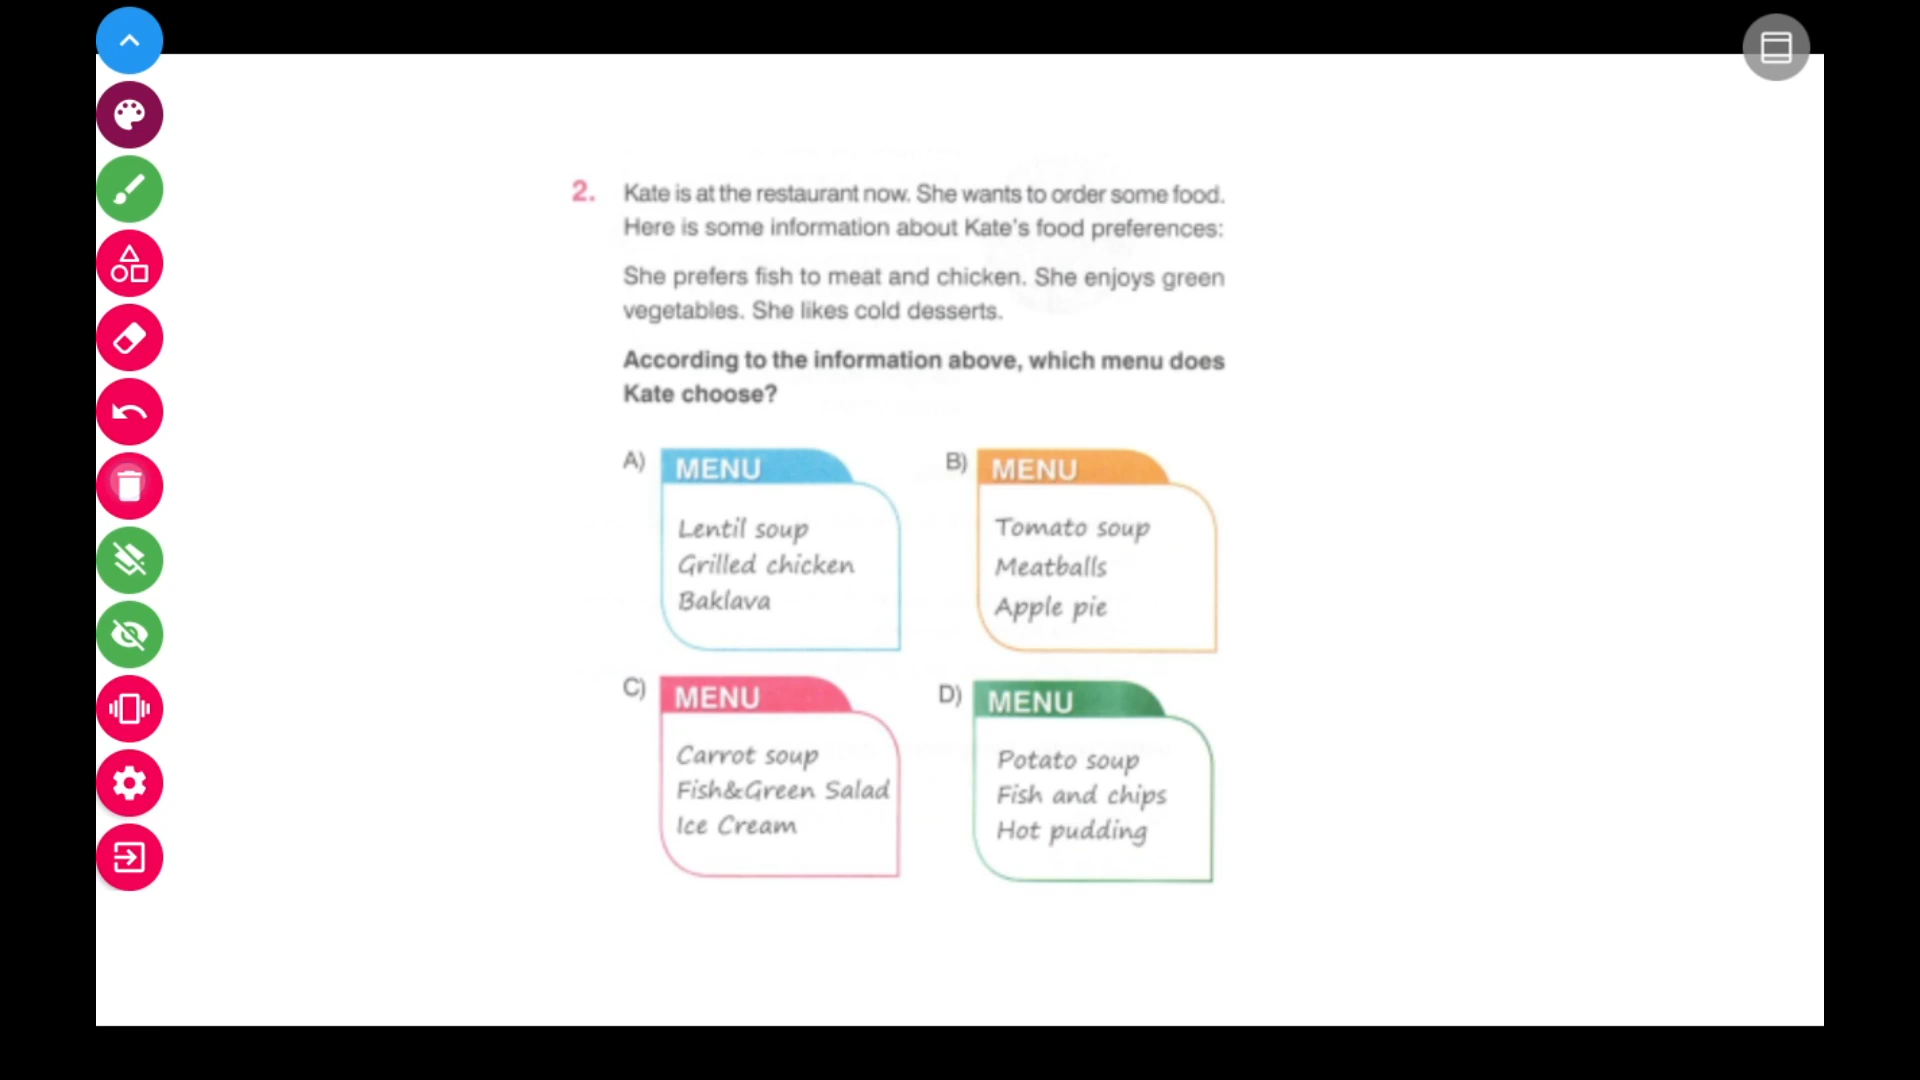 2. Kate is at the restaurant now. She wants to order some food.
Here is some information about Kate's food preferences:
She prefers fish to meat and chicken. She enjoys green
vegetables. She likes cold desserts.
According to the information above, which menu does
Kate choose?
A) MENU
Lentil soup
Grilled chicken
Baklava
B) MENU
Tomato soup
Meatballs
Apple pie
C) MENU
Carrot soup
Fish&Green Salad
Ice Cream
D) MENU
Potato soup
Fish and chips
Hot pudding